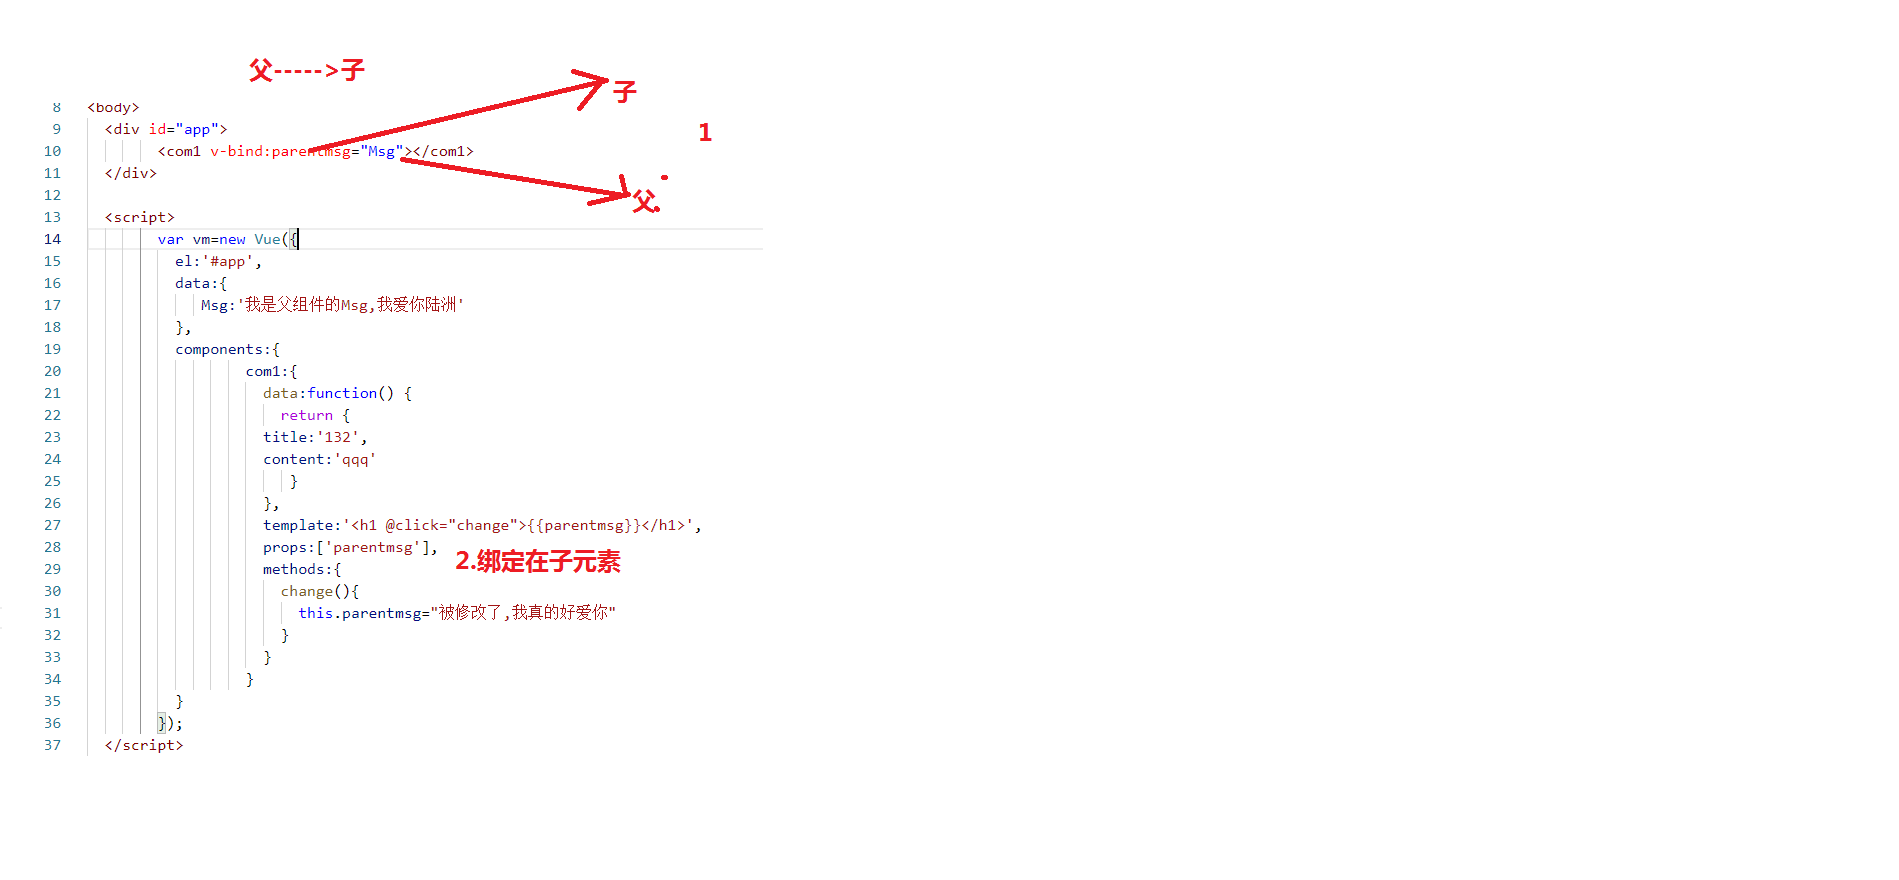 父----->子
子
1
父.
8 <body>
9 <div id="app">
10 <com1 v-bind:parentmsg="Msg"></com1>
11 </div>
12
13 <script>
14 var vm=new Vue({
15 el:'#app',
16 data:{
17 Msg:'我是父组件的Msg,我爱你陆洲'
18 },
19 components:{
20 com1:{
21 data:function() {
22 return {
23 title:'132',
24 content:'qqq'
25 }
26 },
27 template:'<h1 @click="change">{{parentmsg}}</h1>',
28 props:['parentmsg'],
2.绑定在子元素
29 methods:{
30 change(){
31 this.parentmsg="被修改了,我真的好爱你"
32 }
33 }
34 }
35 }
36 });
37 </script>